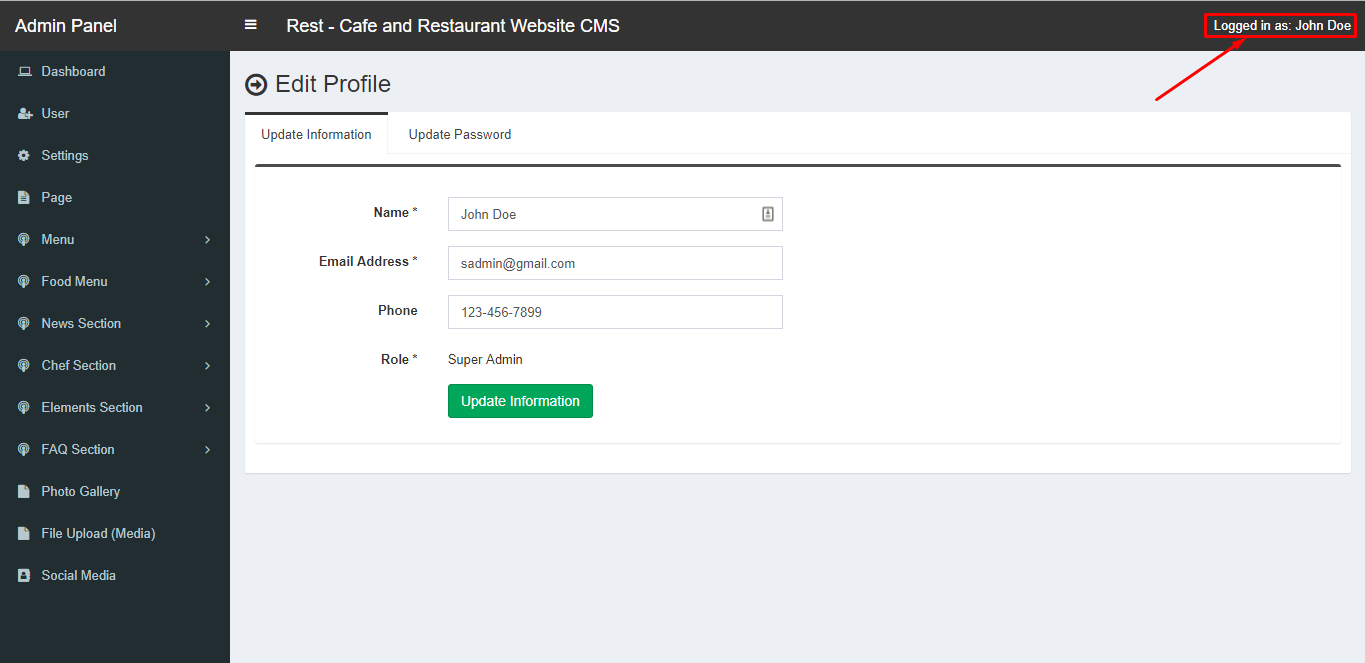 Admin Panel
Rest - Cafe and Restaurant Website CMS
Logged in as: John Doe
Dashboard
User
Settings
Page
Menu
Food Menu
News Section
Chef Section
Elements Section
FAQ Section
Photo Gallery
File Upload (Media)
Social Media
Edit Profile
Update Information
Update Password
Name *
John Doe
Email Address *
sadmin@gmail.com
Phone
123-456-7899
Role *
Super Admin
Update Information